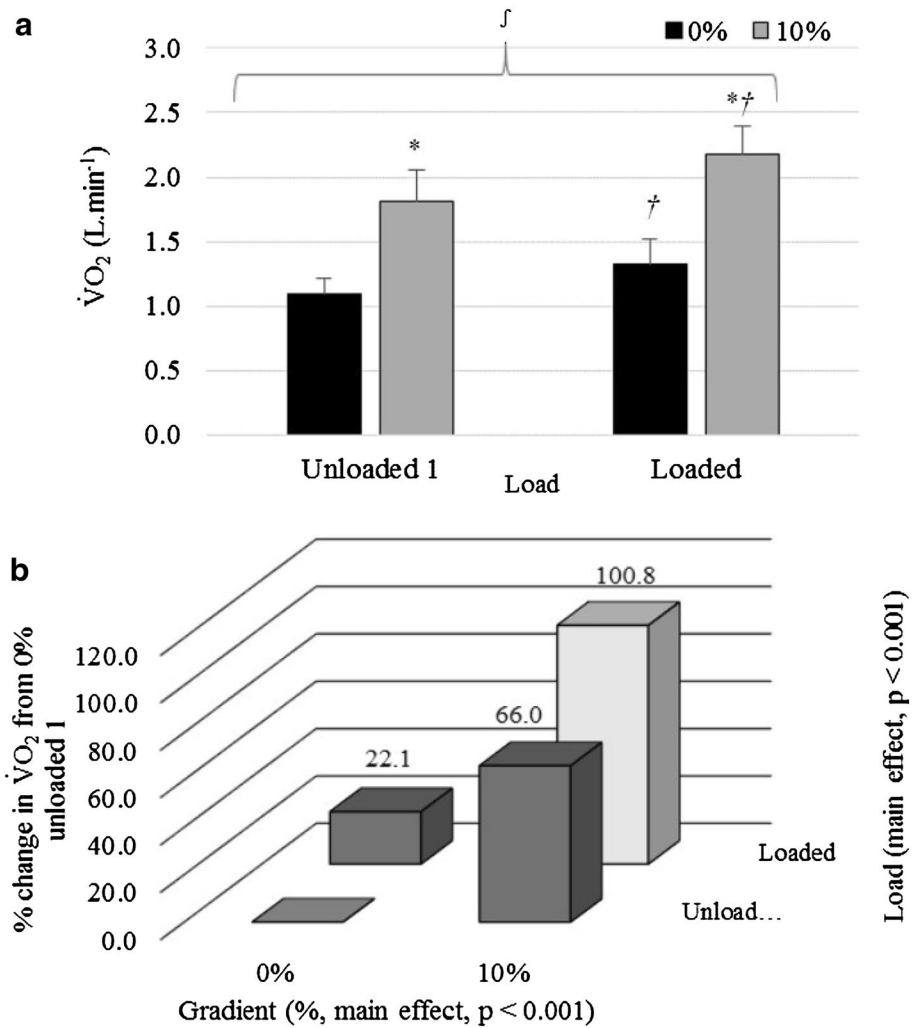 a
∫
0% 10%
3.0
2.5
2.0
1.5
1.0
0.5
0.0
V̇O₂ (L.min⁻¹)
*
†
*†
Unloaded 1
Loaded
Load
b
% change in V̇O₂ from 0%
unloaded 1
120.0
100.0
80.0
60.0
40.0
20.0
0.0
100.8
66.0
22.1
Loaded
Unload...
0%
10%
Gradient (%, main effect, p < 0.001)
Load (main effect, p < 0.001)